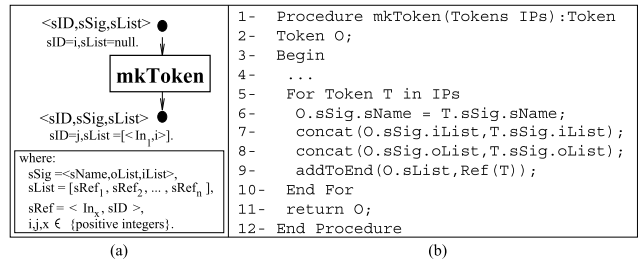 <sID,sSig,sList>
sID=i,sList=null.
mkToken
<sID,sSig,sList>
sID=j,sList =[<In1,i>].
where:
sSig =<sName,oList,iList>,
sList = [sRef1, sRef2, ... , sRefn ],
sRef = < Inx, sID >,
i,j,x ∈ {positive integers}.
(a)
1- Procedure mkToken(Tokens IPs):Token
2- Token O;
3- Begin
4- ...
5- For Token T in IPs
6- O.sSig.sName = T.sSig.sName;
7- concat(O.sSig.iList,T.sSig.iList);
8- concat(O.sSig.oList,T.sSig.oList);
9- addToEnd(O.sList,Ref(T));
10- End For
11- return O;
12- End Procedure
(b)